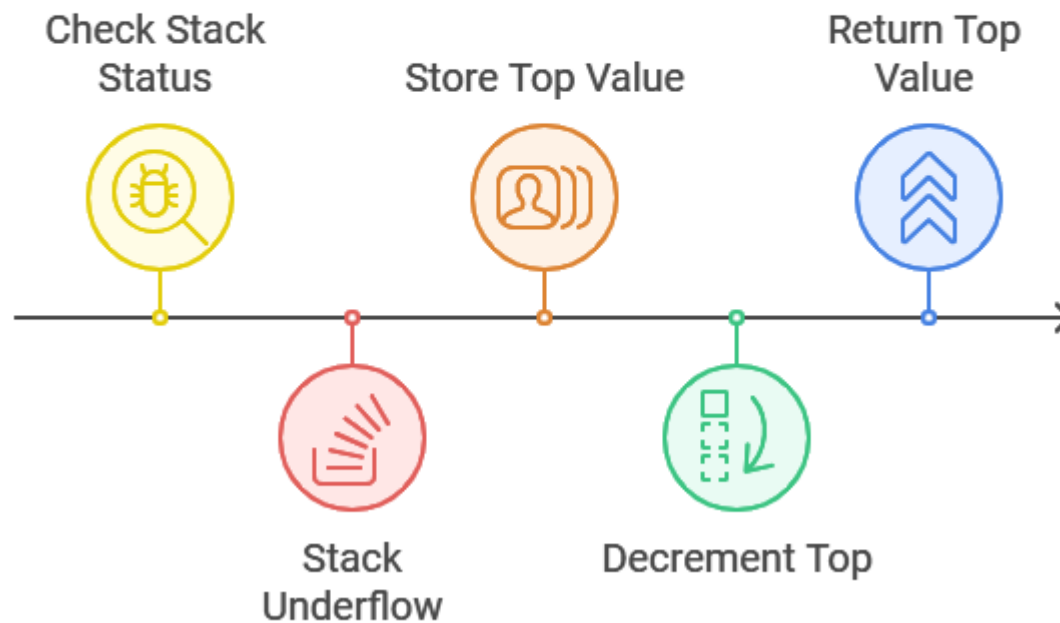 Check Stack
Status
Stack
Underflow
Store Top Value
Decrement Top
Return Top
Value